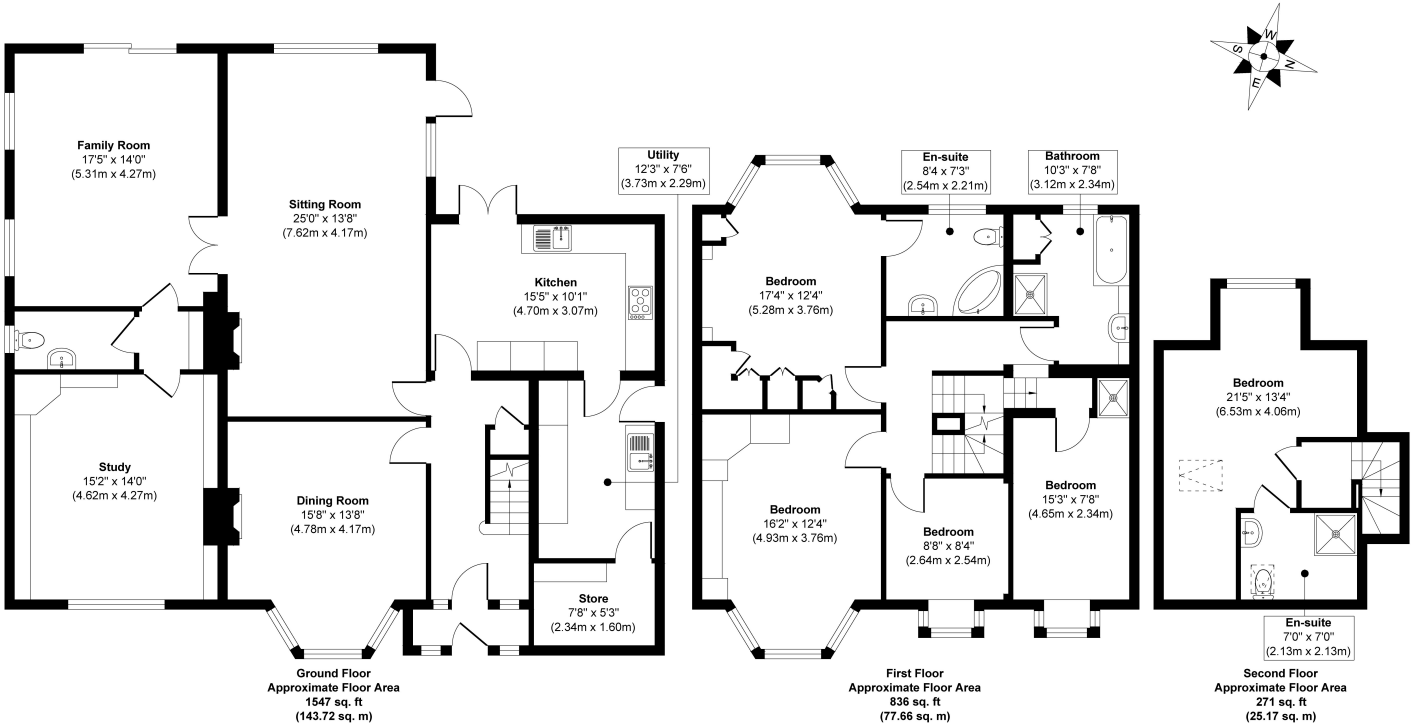 Family Room
17'5" x 14'0"
(5.31m x 4.27m)
Sitting Room
25'0" x 13'8"
(7.62m x 4.17m)
Utility
12'3" x 7'6"
(3.73m x 2.29m)
Kitchen
15'5" x 10'1"
(4.70m x 3.07m)
Study
15'2" x 14'0"
(4.62m x 4.27m)
Dining Room
15'8" x 13'8"
(4.78m x 4.17m)
Store
7'8" x 5'3"
(2.34m x 1.60m)
Ground Floor
Approximate Floor Area
1547 sq. ft
(143.72 sq. m)
En-suite
8'4 x 7'3"
(2.54m x 2.21m)
Bathroom
10'3" x 7'8"
(3.12m x 2.34m)
Bedroom
17'4" x 12'4"
(5.28m x 3.76m)
Bedroom
16'2" x 12'4"
(4.93m x 3.76m)
Bedroom
8'8" x 8'4"
(2.64m x 2.54m)
Bedroom
15'3" x 7'8"
(4.65m x 2.34m)
First Floor
Approximate Floor Area
836 sq. ft
(77.66 sq. m)
W
S
N
E
Bedroom
21'5" x 13'4"
(6.53m x 4.06m)
En-suite
7'0" x 7'0"
(2.13m x 2.13m)
Second Floor
Approximate Floor Area
271 sq. ft
(25.17 sq. m)